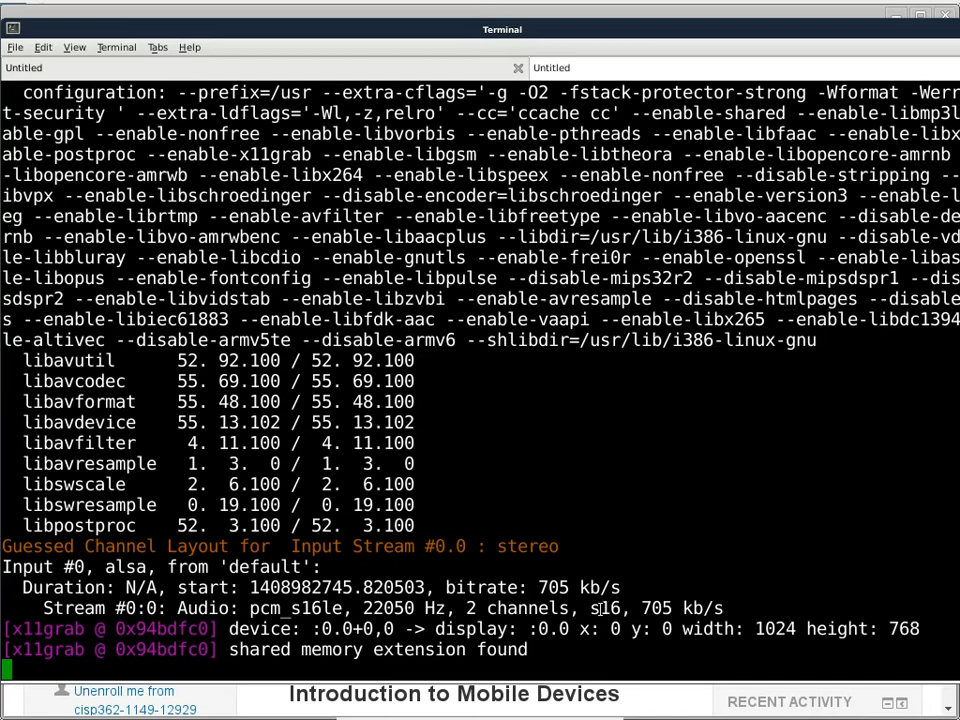 Terminal
File Edit View Terminal Tabs Help
Untitled Untitled
configuration: --prefix=/usr --extra-cflags='-g -O2 -fstack-protector-strong -Wformat -Werr
t-security ' --extra-ldflags='-Wl,-z,relro' --cc='ccache cc' --enable-shared --enable-libmp3l
able-gpl --enable-nonfree --enable-libvorbis --enable-pthreads --enable-libfaac --enable-libx
able-postproc --enable-x11grab --enable-libgsm --enable-libtheora --enable-libopencore-amrnb
-libopencore-amrwb --enable-libx264 --enable-libspeex --enable-nonfree --disable-stripping --
ibvpx --enable-libschroedinger --disable-encoder=libschroedinger --enable-version3 --enable-l
eg --enable-librtmp --enable-avfilter --enable-libfreetype --enable-libvo-aacenc --disable-de
rnb --enable-libvo-amrwbenc --enable-libaacplus --libdir=/usr/lib/i386-linux-gnu --disable-vd
le-libbluray --enable-libcdio --enable-gnutls --enable-frei0r --enable-openssl --enable-libas
le-libopus --enable-fontconfig --enable-libpulse --disable-mips32r2 --disable-mipsdspr1 --dis
sdspr2 --enable-libvidstab --enable-libzvbi --enable-avresample --disable-htmlpages --disable
s --enable-libiec61883 --enable-libfdk-aac --enable-vaapi --enable-libx265 --enable-libdc1394
le-altivec --disable-armv5te --disable-armv6 --shlibdir=/usr/lib/i386-linux-gnu
libavutil 52. 92.100 / 52. 92.100
libavcodec 55. 69.100 / 55. 69.100
libavformat 55. 48.100 / 55. 48.100
libavdevice 55. 13.102 / 55. 13.102
libavfilter 4. 11.100 / 4. 11.100
libavresample 1. 3. 0 / 1. 3. 0
libswscale 2. 6.100 / 2. 6.100
libswresample 0. 19.100 / 0. 19.100
libpostproc 52. 3.100 / 52. 3.100
Guessed Channel Layout for Input Stream #0.0 : stereo
Input #0, alsa, from 'default':
Duration: N/A, start: 1408982745.820503, bitrate: 705 kb/s
Stream #0:0: Audio: pcm_s16le, 22050 Hz, 2 channels, s16, 705 kb/s
[x11grab @ 0x94bdfc0] device: :0.0+0,0 -> display: :0.0 x: 0 y: 0 width: 1024 height: 768
[x11grab @ 0x94bdfc0] shared memory extension found
Unenroll me from
cisp362-1149-12929
Introduction to Mobile Devices
RECENT ACTIVITY